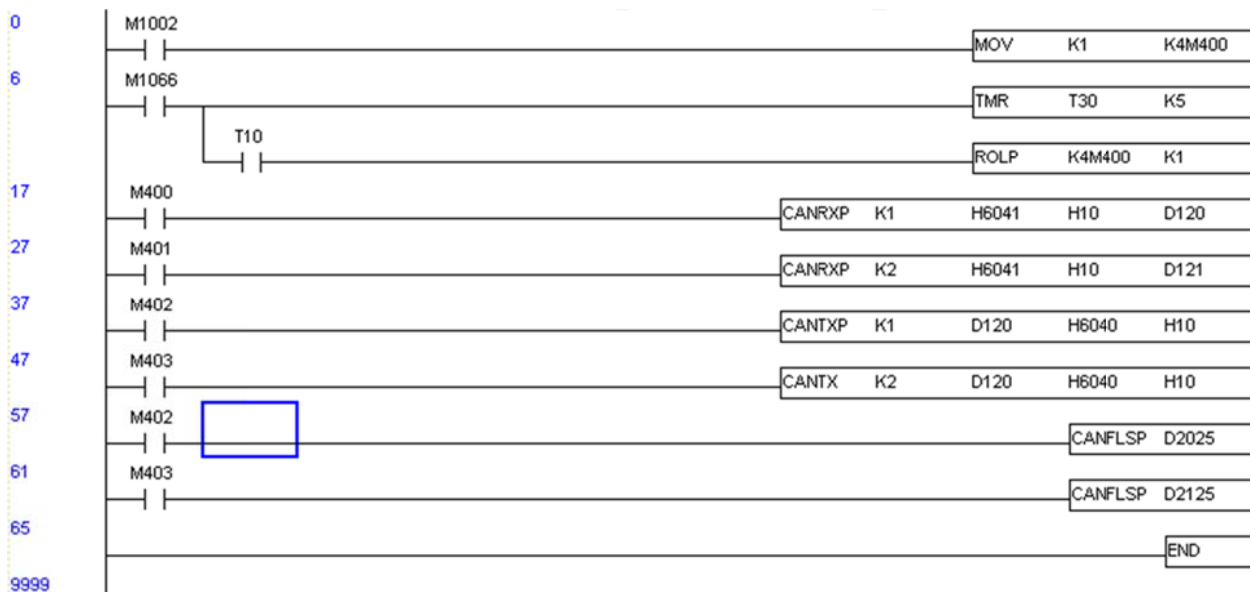 0 M1002 MOV K1 K4M400
6 M1066 TMR T30 K5
T10 ROLP K4M400 K1
17 M400 CANRXP K1 H6041 H10 D120
27 M401 CANRXP K2 H6041 H10 D121
37 M402 CANTXP K1 D120 H6040 H10
47 M403 CANTX K2 D120 H6040 H10
57 M402 CANFLSP D2025
61 M403 CANFLSP D2125
65 END
9999